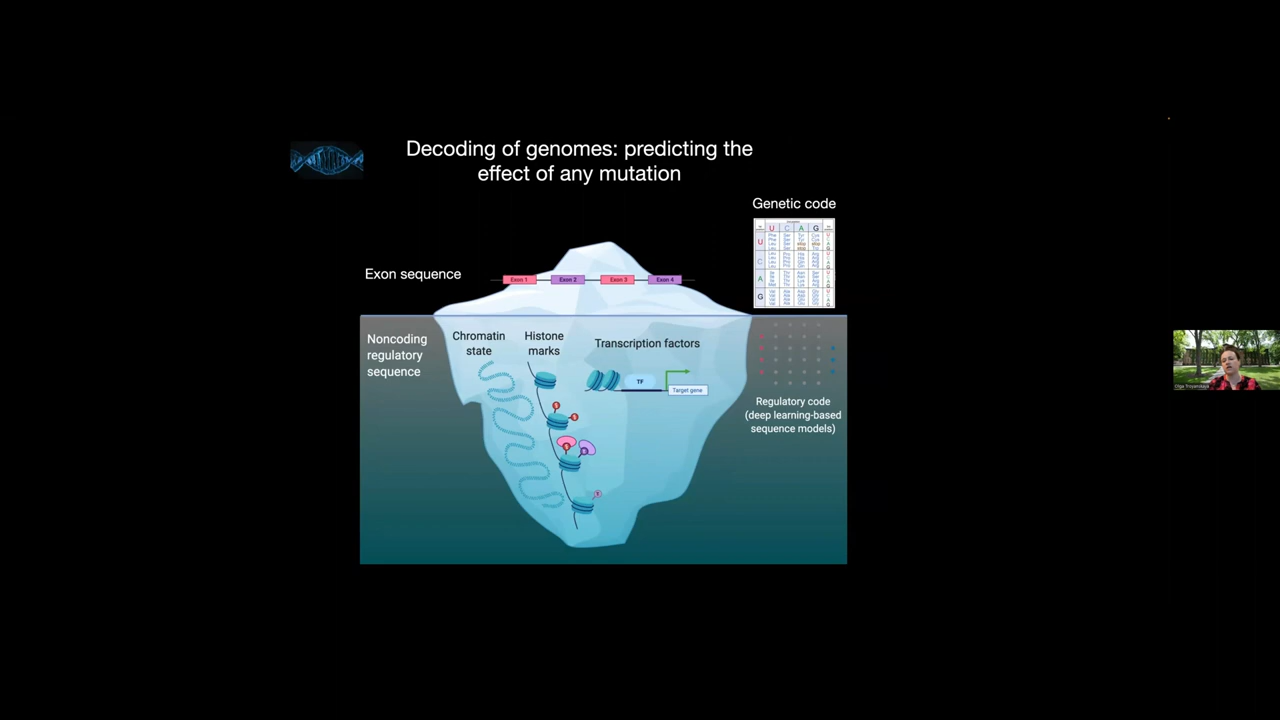 Decoding of genomes: predicting the
effect of any mutation
Genetic code
U C A G
U
C
A
G
Exon sequence
Exon 1 Exon 2 Exon 3 Exon 4
Noncoding
regulatory
sequence
Chromatin
state
Histone
marks
Transcription factors
TF
Target gene
Regulatory code
(deep learning-based
sequence models)
Olga Troyanskaya